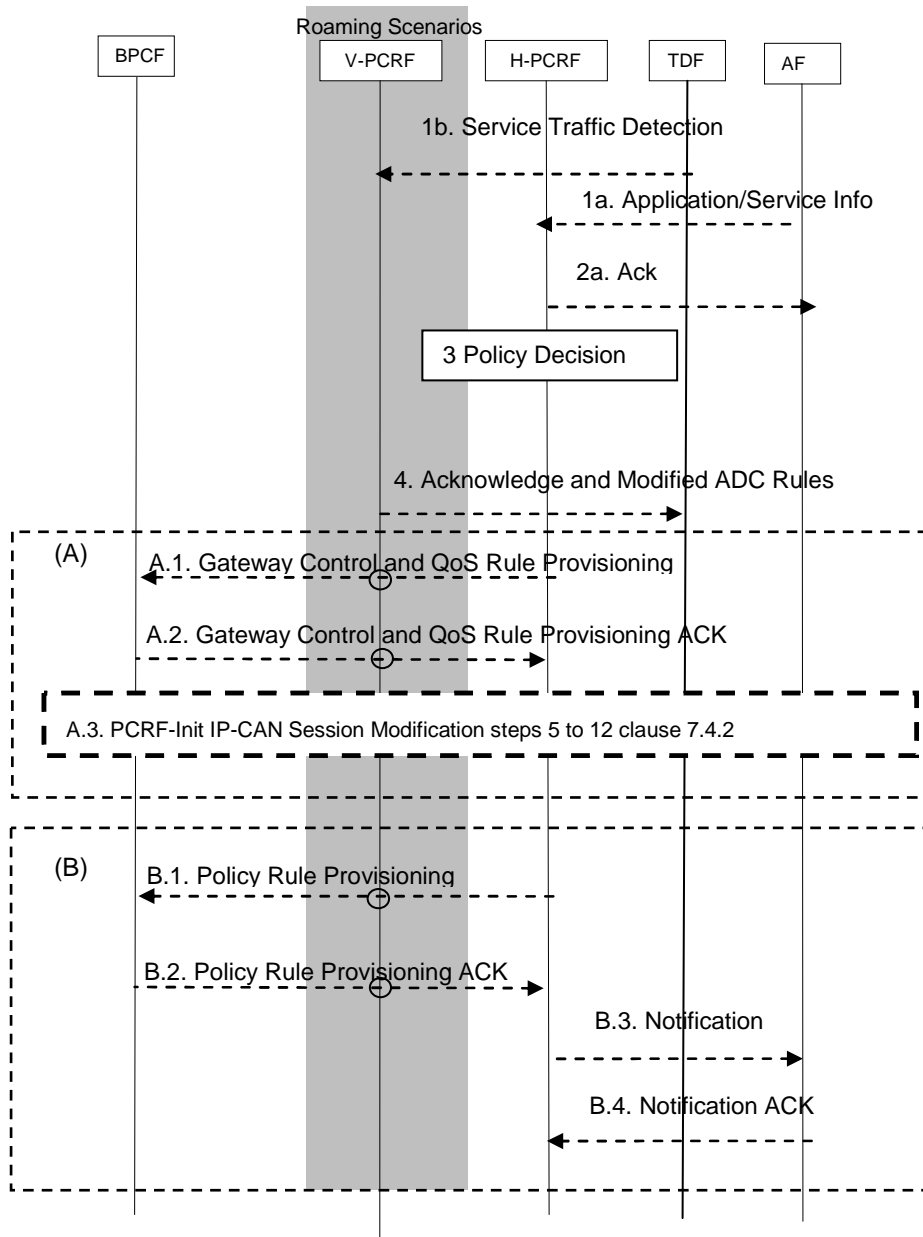 Roaming Scenarios
BPCF
V-PCRF
H-PCRF
TDF
AF
1b. Service Traffic Detection
1a. Application/Service Info
2a. Ack
3 Policy Decision
4. Acknowledge and Modified ADC Rules
(A)
A.1. Gateway Control and QoS Rule Provisioning
A.2. Gateway Control and QoS Rule Provisioning ACK
A.3. PCRF-Init IP-CAN Session Modification steps 5 to 12 clause 7.4.2
(B)
B.1. Policy Rule Provisioning
B.2. Policy Rule Provisioning ACK
B.3. Notification
B.4. Notification ACK